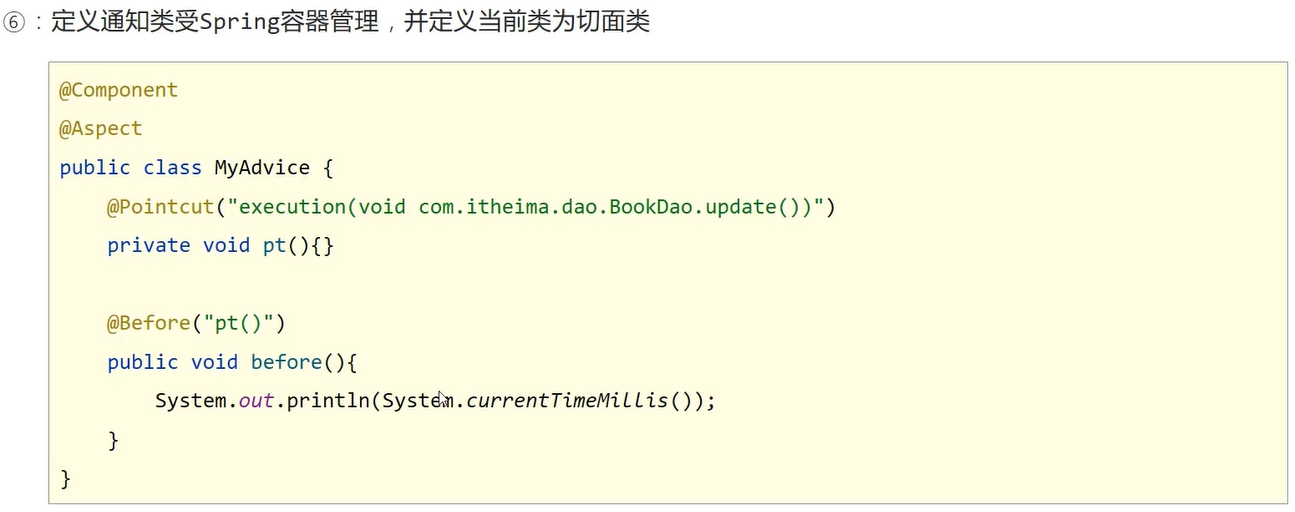 ⑥：定义通知类受Spring容器管理，并定义当前类为切面类
@Component
@Aspect
public class MyAdvice {
    @Pointcut("execution(void com.itheima.dao.BookDao.update())")
    private void pt(){}
    @Before("pt()")
    public void before(){
        System.out.println(System.currentTimeMillis());
    }
}